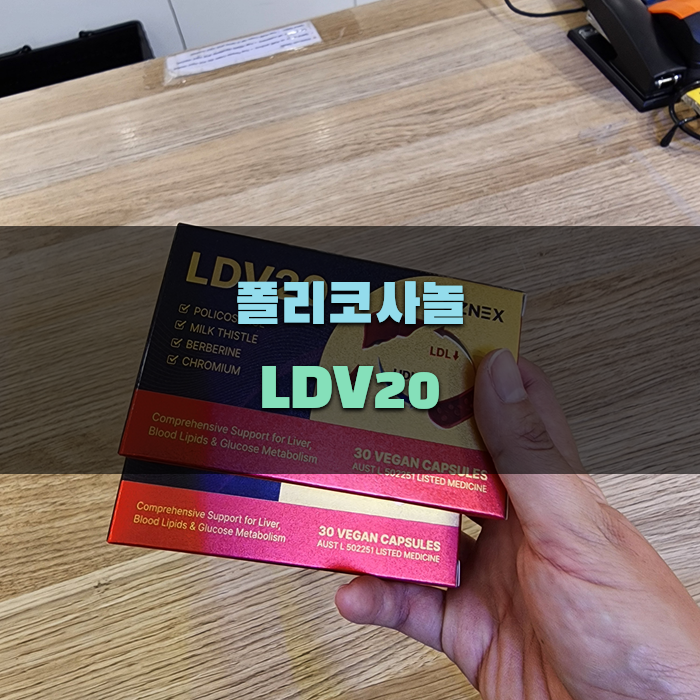 폴리코사놀
LDV20
LDV20
ZNEX
MILK THISTLE
BERBERINE
CHROMIUM
LDL
Comprehensive Support for Liver,
Blood Lipids & Glucose Metabolism
30 VEGAN CAPSULES
AUST L 502251 LISTED MEDICINE
Comprehensive Support for Liver,
Blood Lipids & Glucose Metabolism
30 VEGAN CAPSULES
AUST L 502251 LISTED MEDICINE